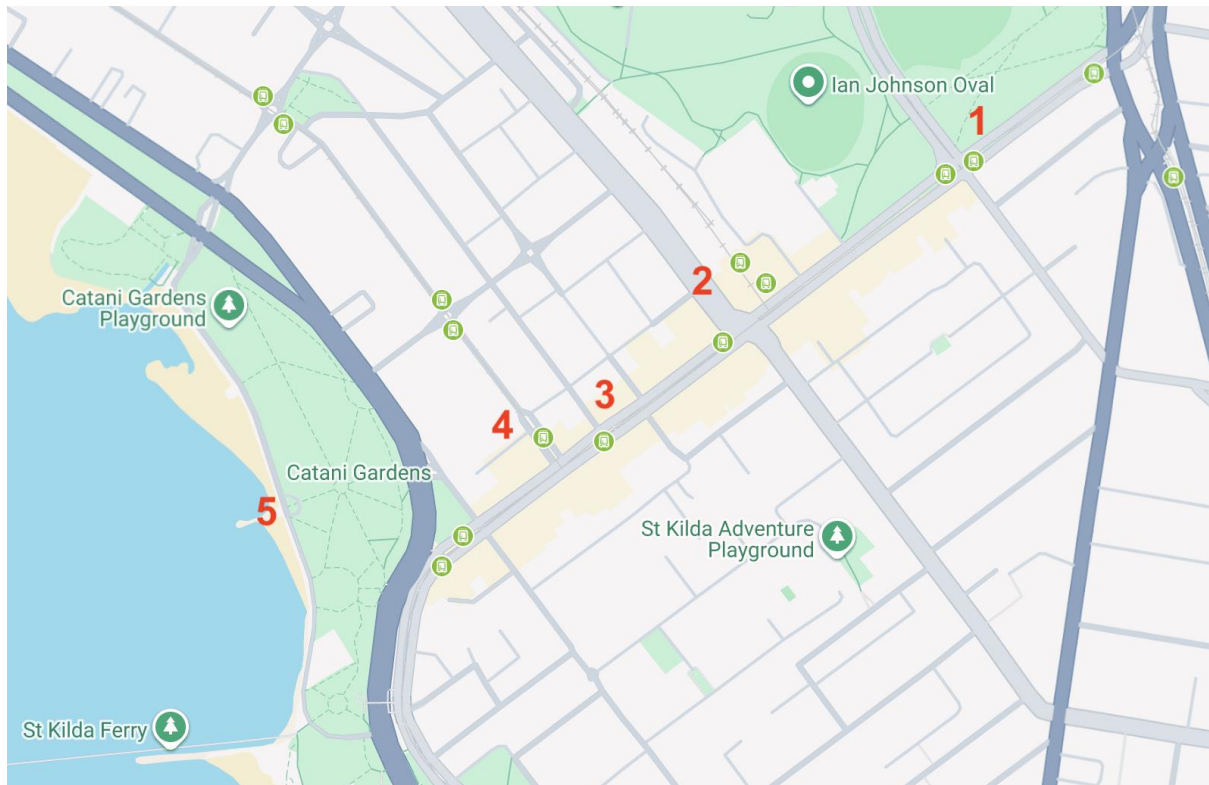 Ian Johnson Oval
1
2
Catani Gardens
Playground
3
4
Catani Gardens
5
St Kilda Adventure
Playground
St Kilda Ferry